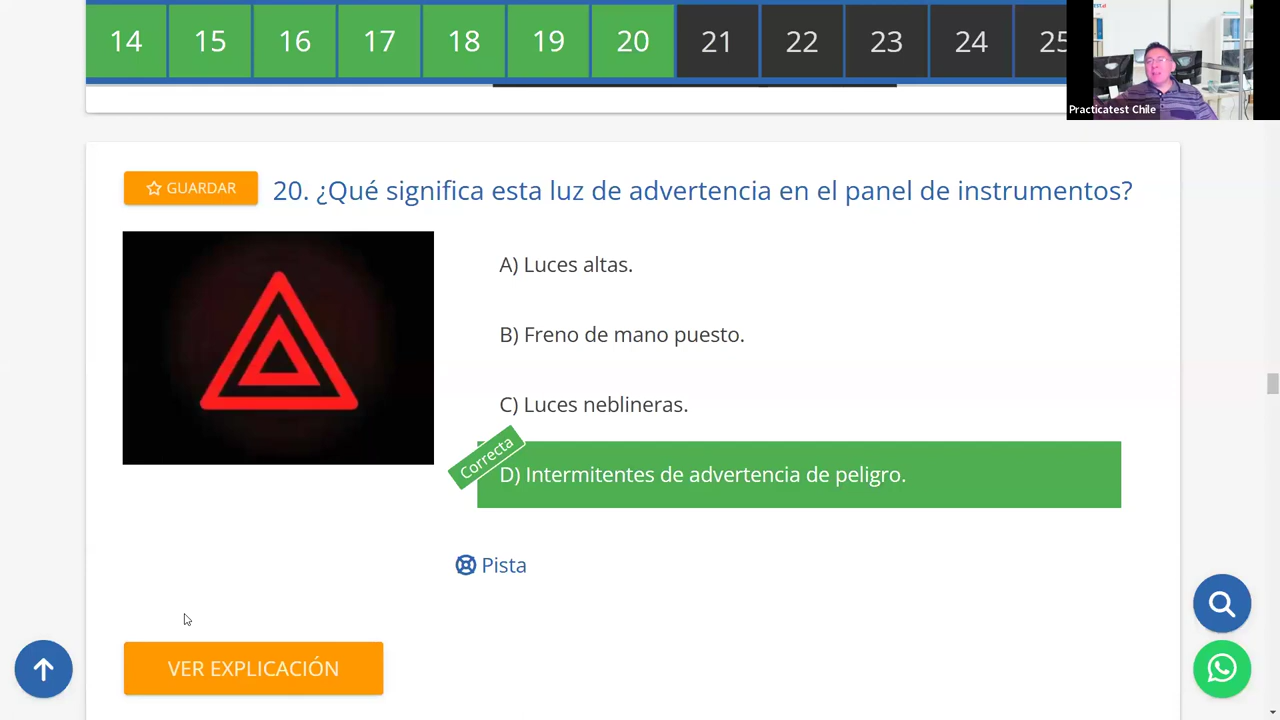 14 15 16 17 18 19 20 21 22 23 24 25
Practicatest Chile
GUARDAR
20. ¿Qué significa esta luz de advertencia en el panel de instrumentos?
A) Luces altas.
B) Freno de mano puesto.
C) Luces neblineras.
Correcta
D) Intermitentes de advertencia de peligro.
Pista
VER EXPLICACIÓN